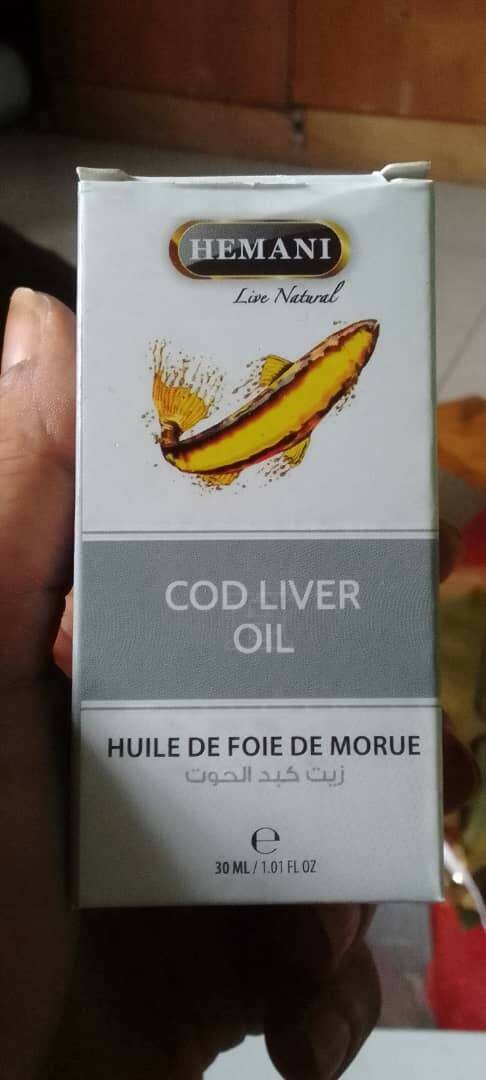 HEMANI
Live Natural
COD LIVER
OIL
HUILE DE FOIE DE MORUE
زيت كبد الحوت
e
30 ML / 1.01 FL OZ